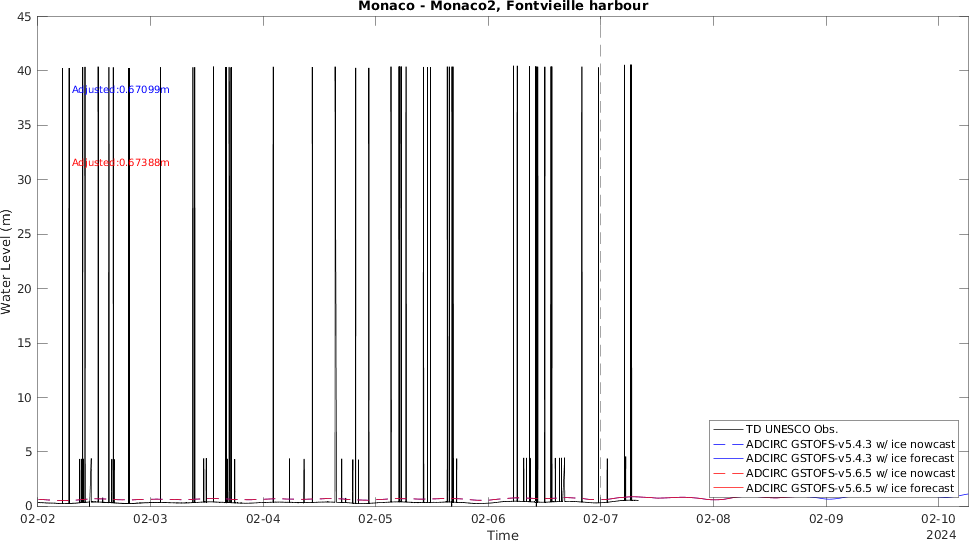 Monaco - Monaco2, Fontvieille harbour
45
40
35
30
25
20
15
10
5
0
Water Level (m)
Adjusted:0.67099m
Adjusted:0.67388m
TD UNESCO Obs.
ADCIRC GSTOFS-v5.4.3 w/ ice nowcast
ADCIRC GSTOFS-v5.4.3 w/ ice forecast
ADCIRC GSTOFS-v5.6.5 w/ ice nowcast
ADCIRC GSTOFS-v5.6.5 w/ ice forecast
02-02 02-03 02-04 02-05 02-06 02-07 02-08 02-09 02-10
Time
2024